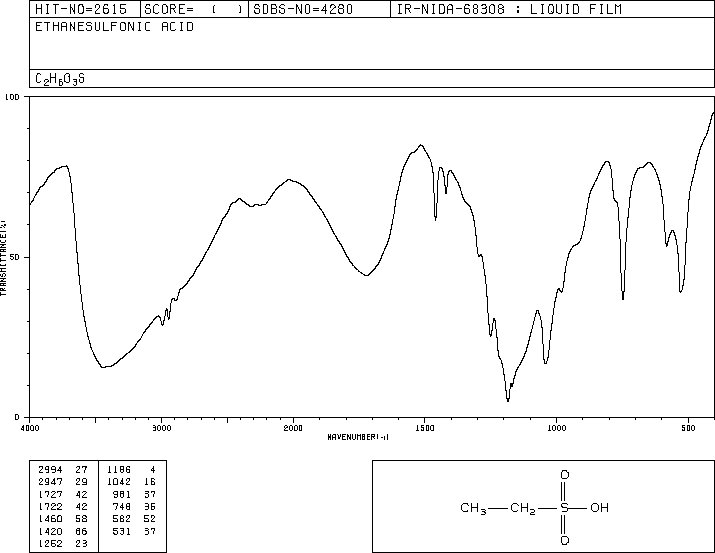 HIT-NO=2615 SCORE= ( ) SDBS-NO=4280 IR-NIDA-68308 : LIQUID FILM
ETHANESULFONIC ACID
C2H6O3S
100
TRANSMITTANCE(%)
50
0
4000 3000 2000 1500 1000 500
WAVENUMBER(-1)
2994 27 1186 4
2947 29 1042 16
1727 42 981 37
1722 42 748 35
1460 58 582 52
1420 66 531 37
1252 23
O
CH3 CH2 S OH
O